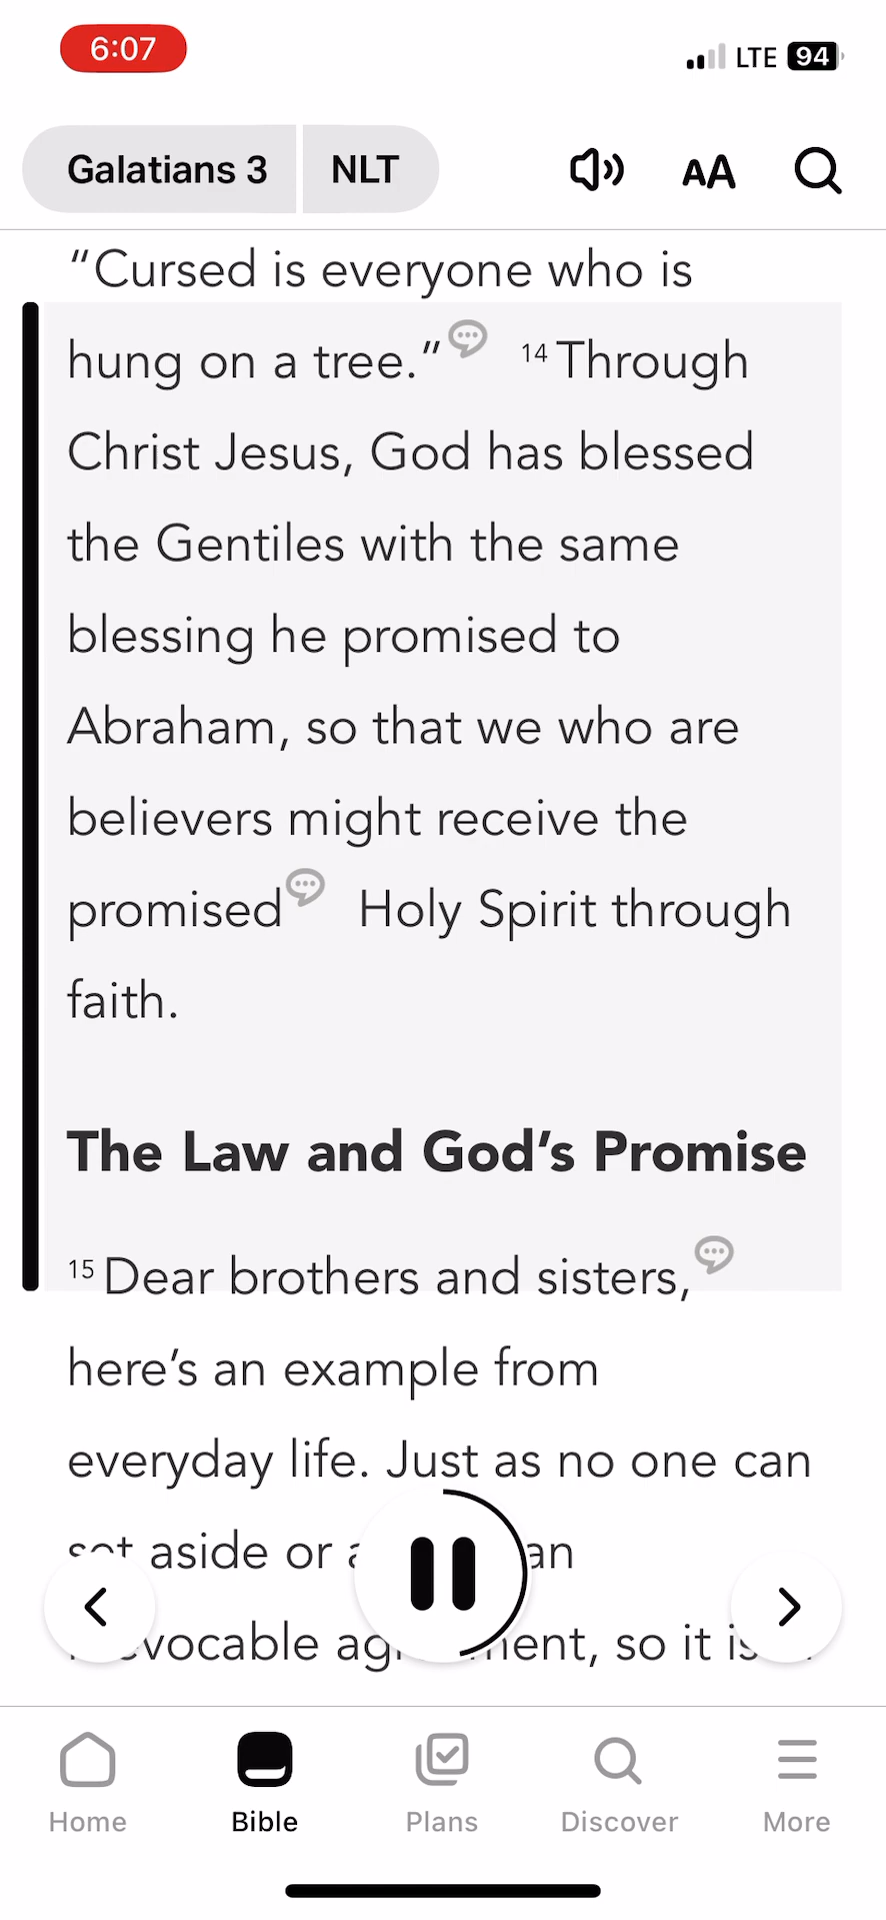 6:07
LTE 94
Galatians 3 NLT AA
“Cursed is everyone who is
hung on a tree.” 14 Through
Christ Jesus, God has blessed
the Gentiles with the same
blessing he promised to
Abraham, so that we who are
believers might receive the
promised Holy Spirit through
faith.
The Law and God’s Promise
15 Dear brothers and sisters,
here’s an example from
everyday life. Just as no one can
aside or an
so it
Home Bible Plans Discover More